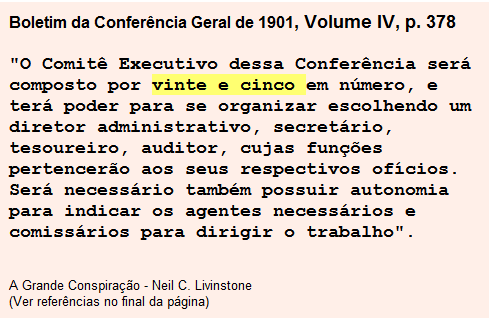 Boletim da Conferência Geral de 1901, Volume IV, p. 378
"O Comitê Executivo dessa Conferência será
composto por vinte e cinco em número, e
terá poder para se organizar escolhendo um
diretor administrativo, secretário,
tesoureiro, auditor, cujas funções
pertencerão aos seus respectivos ofícios.
Será necessário também possuir autonomia
para indicar os agentes necessários e
comissários para dirigir o trabalho".
A Grande Conspiração - Neil C. Livinstone
(Ver referências no final da página)